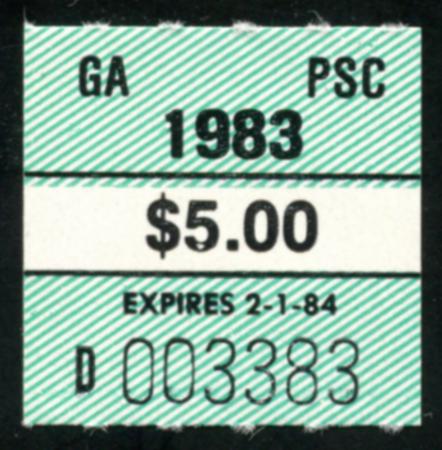 GA PSC
1983
$5.00
EXPIRES 2-1-84
D 003383